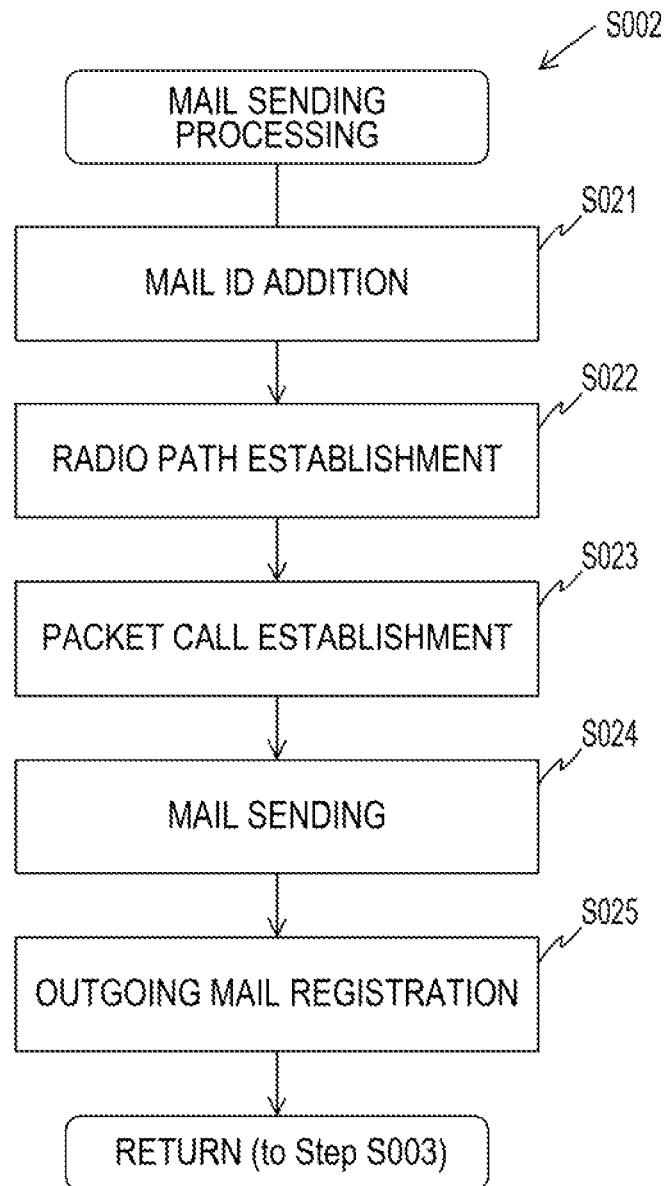 S002
MAIL SENDING
PROCESSING
S021
MAIL ID ADDITION
S022
RADIO PATH ESTABLISHMENT
S023
PACKET CALL ESTABLISHMENT
S024
MAIL SENDING
S025
OUTGOING MAIL REGISTRATION
RETURN (to Step S003)